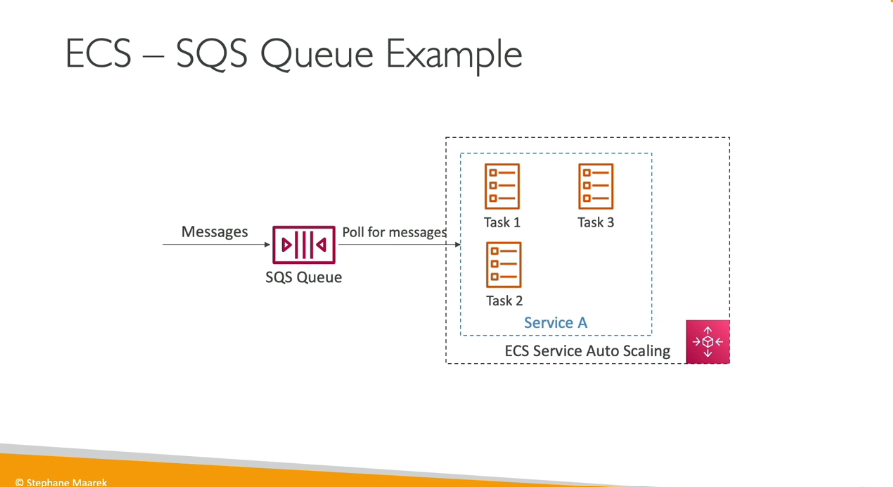 ECS – SQS Queue Example
Messages
SQS Queue
Poll for messages
Task 1
Task 3
Task 2
Service A
ECS Service Auto Scaling
© Stephane Maarek